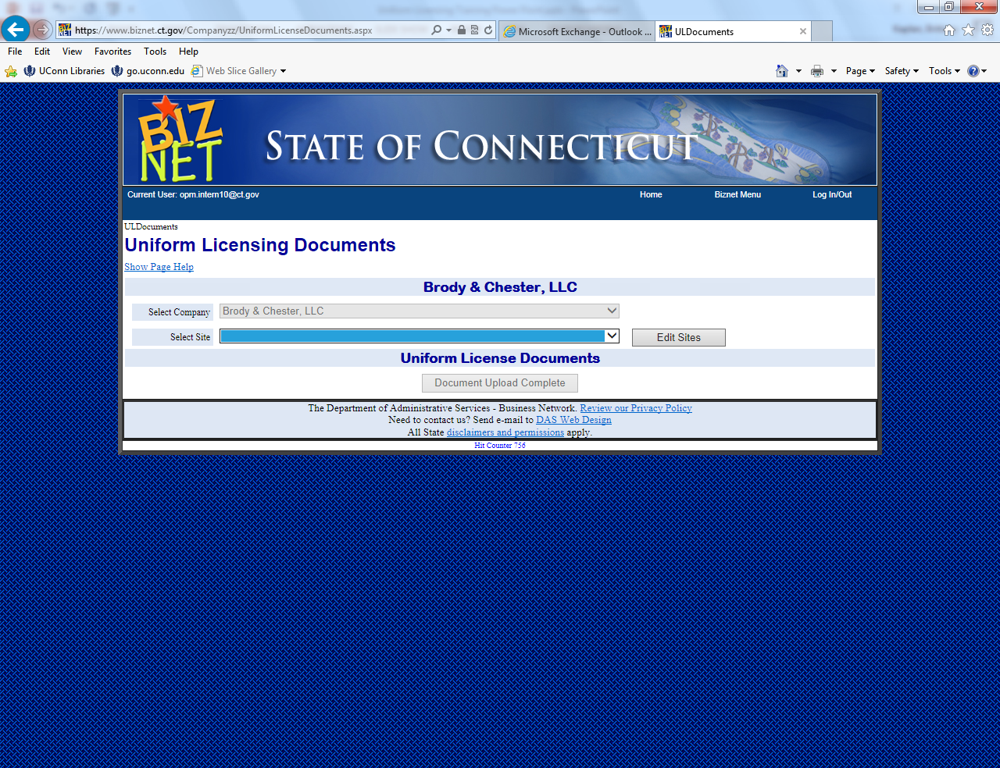 https://www.biznet.ct.gov/Companyzz/UniformLicenseDocuments.aspx
Microsoft Exchange - Outlook ...
ULDocuments
File Edit View Favorites Tools Help
UConn Libraries go.uconn.edu Web Slice Gallery
Page Safety Tools
BIZ
NET
STATE OF CONNECTICUT
Current User: opm.intern10@ct.gov
Home Biznet Menu Log In/Out
ULDocuments
Uniform Licensing Documents
Show Page Help
Brody & Chester, LLC
Select Company Brody & Chester, LLC
Select Site Edit Sites
Uniform License Documents
Document Upload Complete
The Department of Administrative Services - Business Network. Review our Privacy Policy
Need to contact us? Send e-mail to DAS Web Design
All State disclaimers and permissions apply.
Hit Counter 756